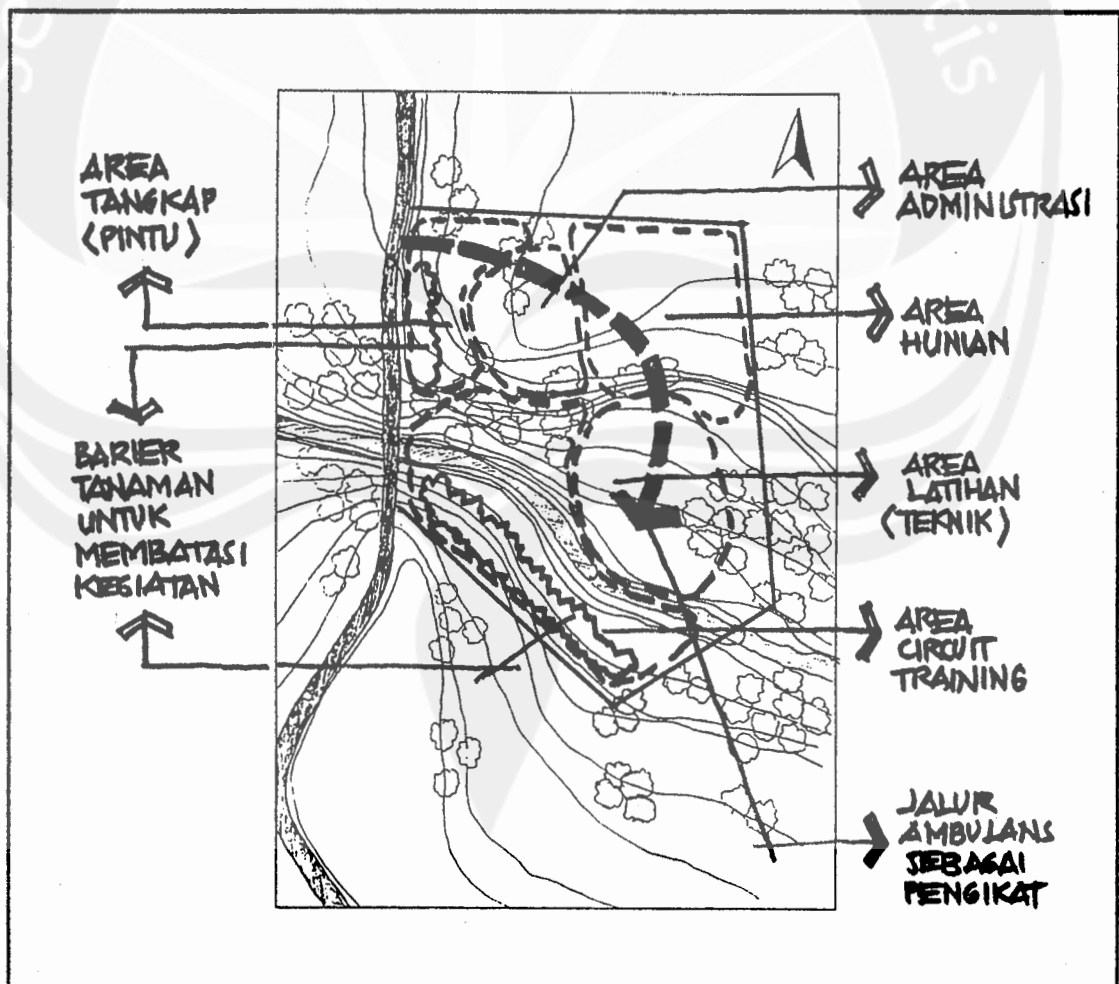 AREA
TANGKAP
(PINTU)
BARIER
TANAMAN
UNTUK
MEMBATASI
KEGIATAN
AREA
ADMINISTRASI
AREA
HUNIAN
AREA
LATIHAN
(TEKNIK)
AREA
CIRCUIT
TRAINING
JALUR
AMBULANS
SEBAGAI
PENGIKAT